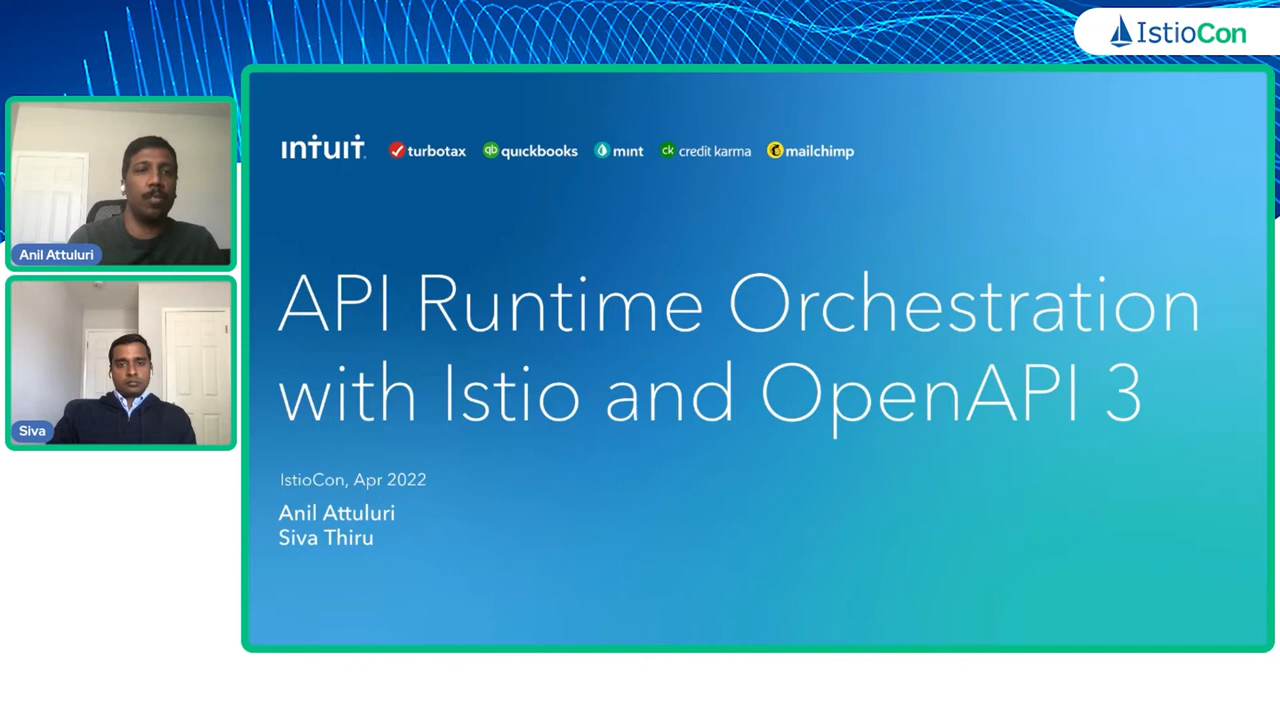 IstioCon
intuit turbotax quickbooks mint credit karma mailchimp
API Runtime Orchestration
with Istio and OpenAPI 3
IstioCon, Apr 2022
Anil Attuluri
Siva Thiru
Anil Attuluri
Siva